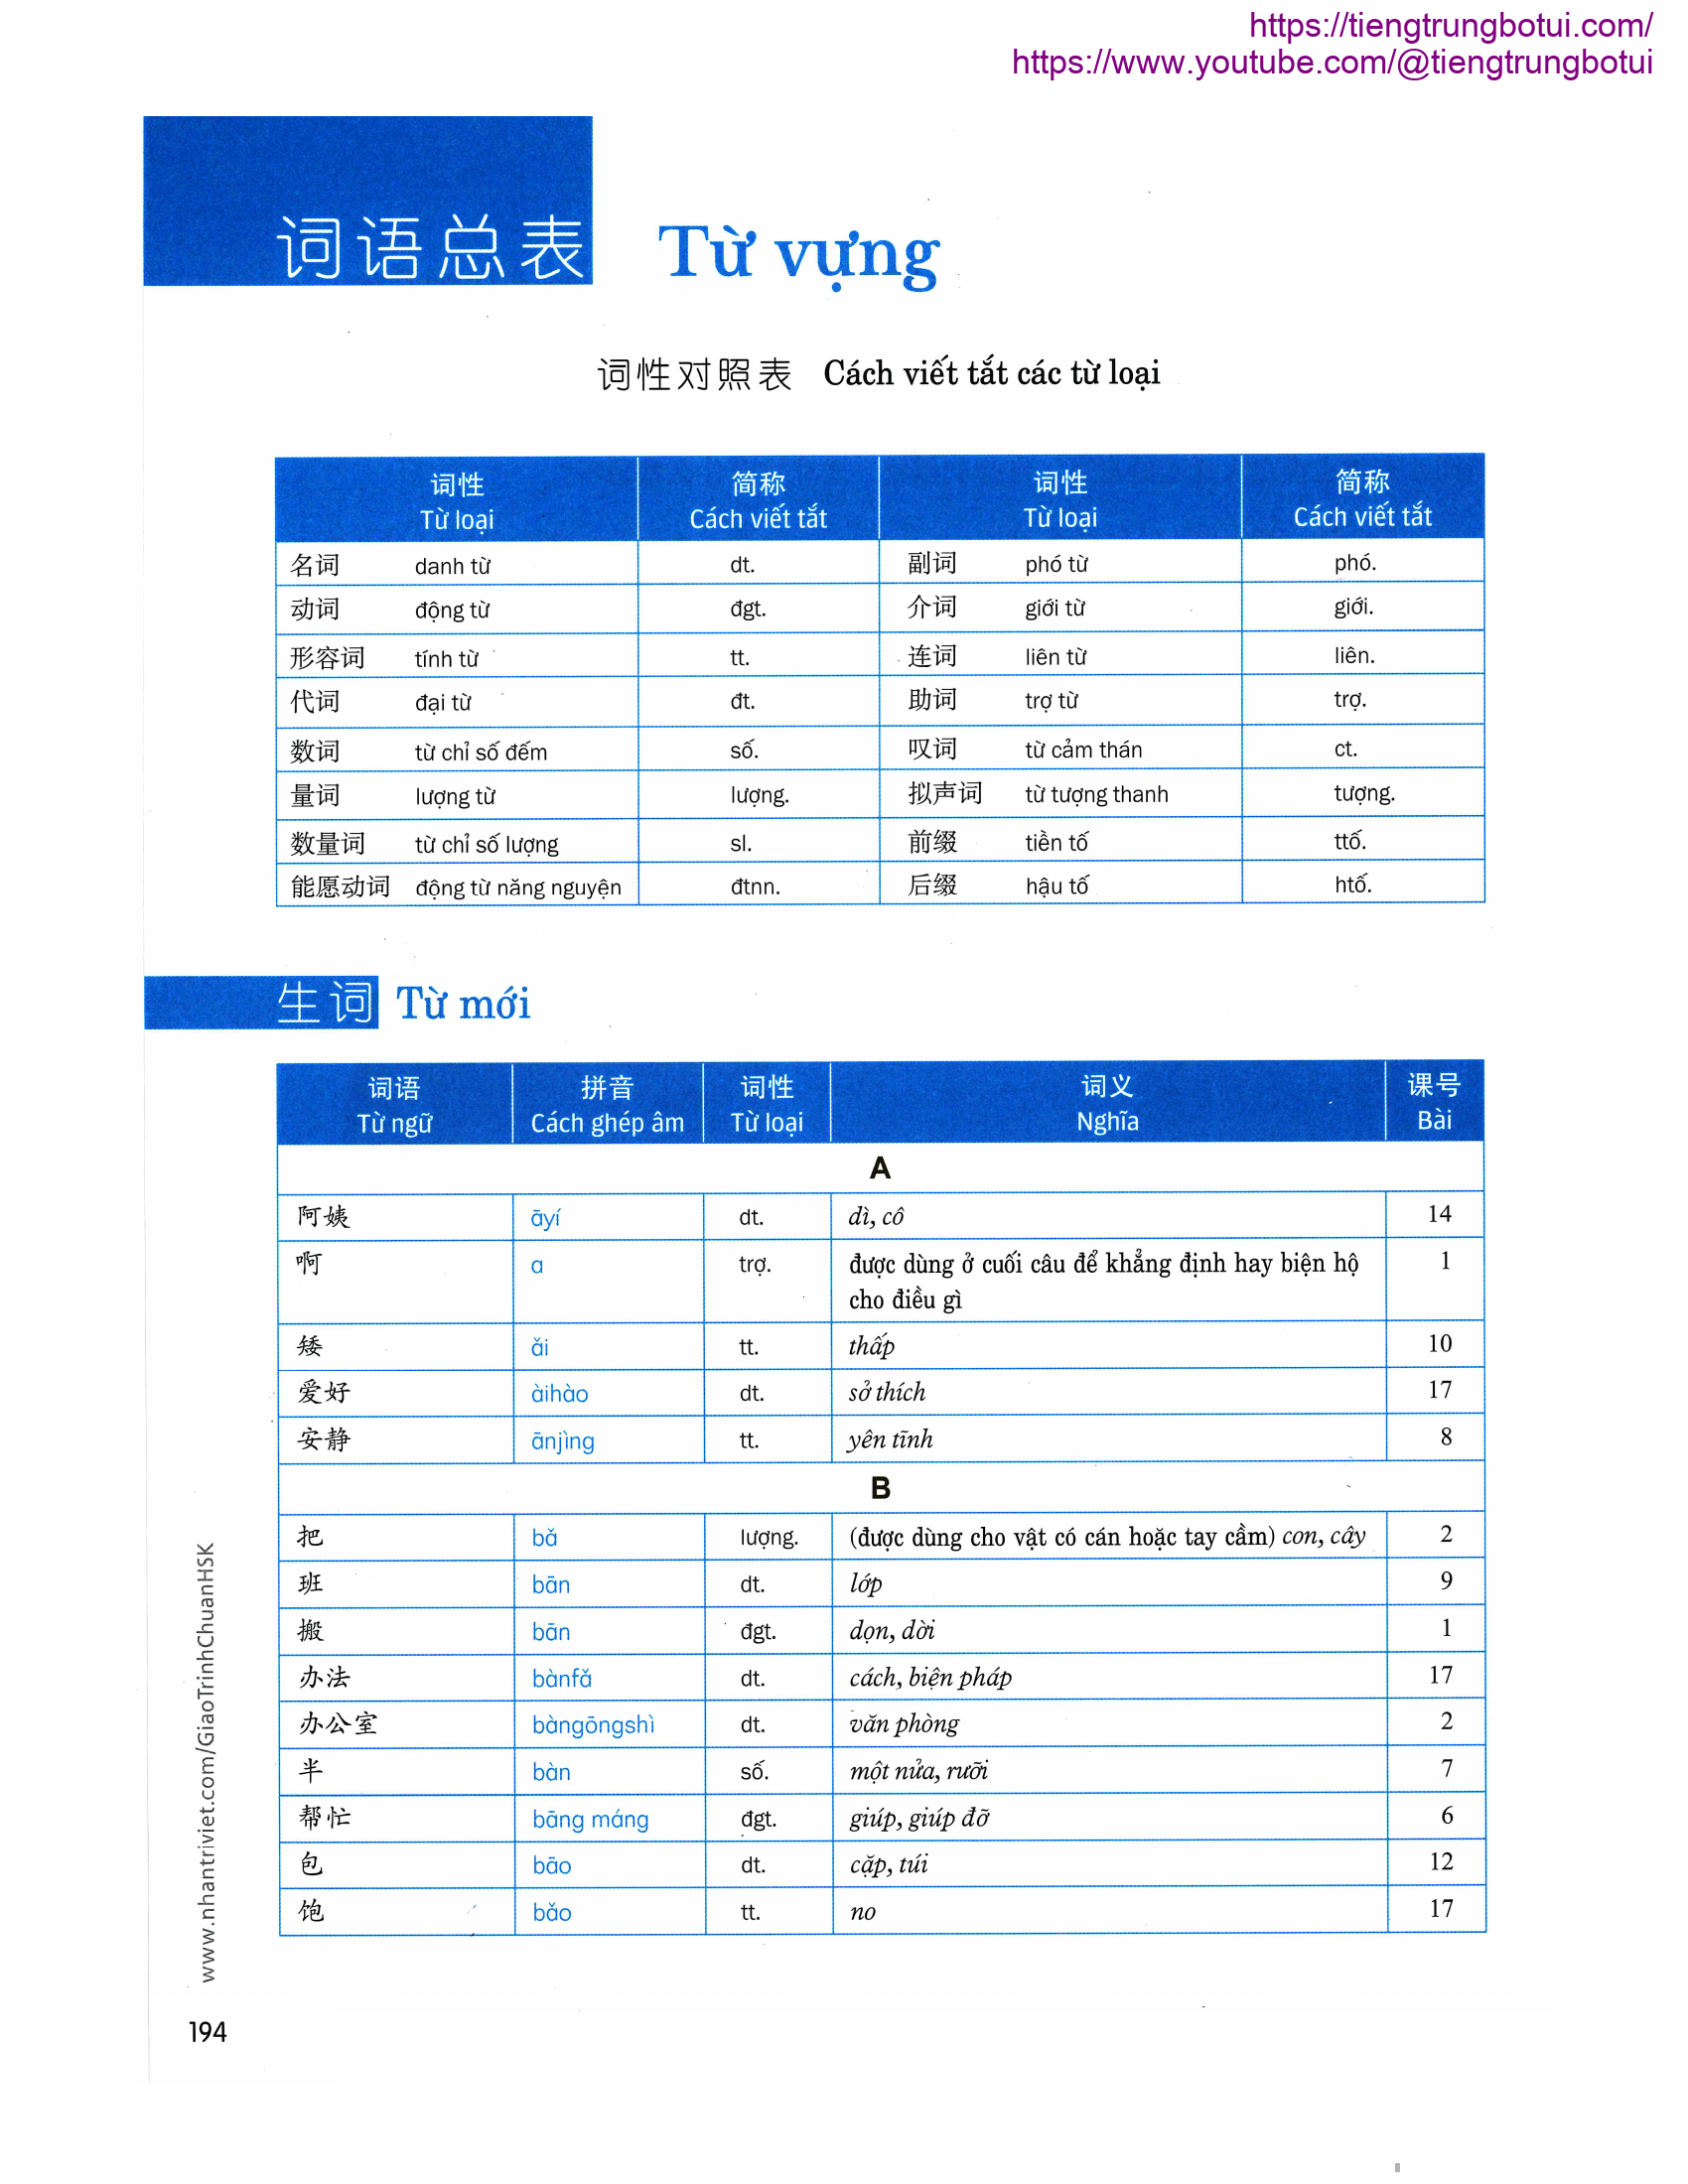 https://tiengtrungbotui.com/
https://www.youtube.com/@tiengtrungbotui
词语总表 Từ vựng
词性对照表 Cách viết tắt các từ loại
词性 简称 词性 简称
Từ loại Cách viết tắt Từ loại Cách viết tắt
名词 danh từ dt. 副词 phó từ phó.
动词 động từ đgt. 介词 giới từ giới.
形容词 tính từ tt. 连词 liên từ liên.
代词 đại từ đt. 助词 trợ từ trợ.
数词 từ chỉ số đếm số. 叹词 từ cảm thán ct.
量词 lượng từ lượng. 拟声词 từ tượng thanh tượng.
数量词 từ chỉ số lượng sl. 前缀 tiền tố ttố.
能愿动词 động từ năng nguyện đtnn. 后缀 hậu tố htố.
生词 Từ mới
词语 拼音 词性 词义 课号
Từ ngữ Cách ghép âm Từ loại Nghĩa Bài
A
阿姨 āyí dt. dì, cô 14
啊 a trợ. được dùng ở cuối câu để khẳng định hay biện hộ 1
cho điều gì
矮 ǎi tt. thấp 10
爱好 àihào dt. sở thích 17
安静 ānjìng tt. yên tĩnh 8
B
把 bǎ lượng. (được dùng cho vật có cán hoặc tay cầm) con, cây 2
班 bān dt. lớp 9
搬 bān đgt. dọn, dời 1
办法 bànfǎ dt. cách, biện pháp 17
办公室 bàngōngshì dt. văn phòng 2
半 bàn số. một nửa, rưỡi 7
帮忙 bāng máng đgt. giúp, giúp đỡ 6
包 bāo dt. cặp, túi 12
饱 bǎo tt. no 17
www.nhantriviet.com/GiaoTrinhChuanHSK
194